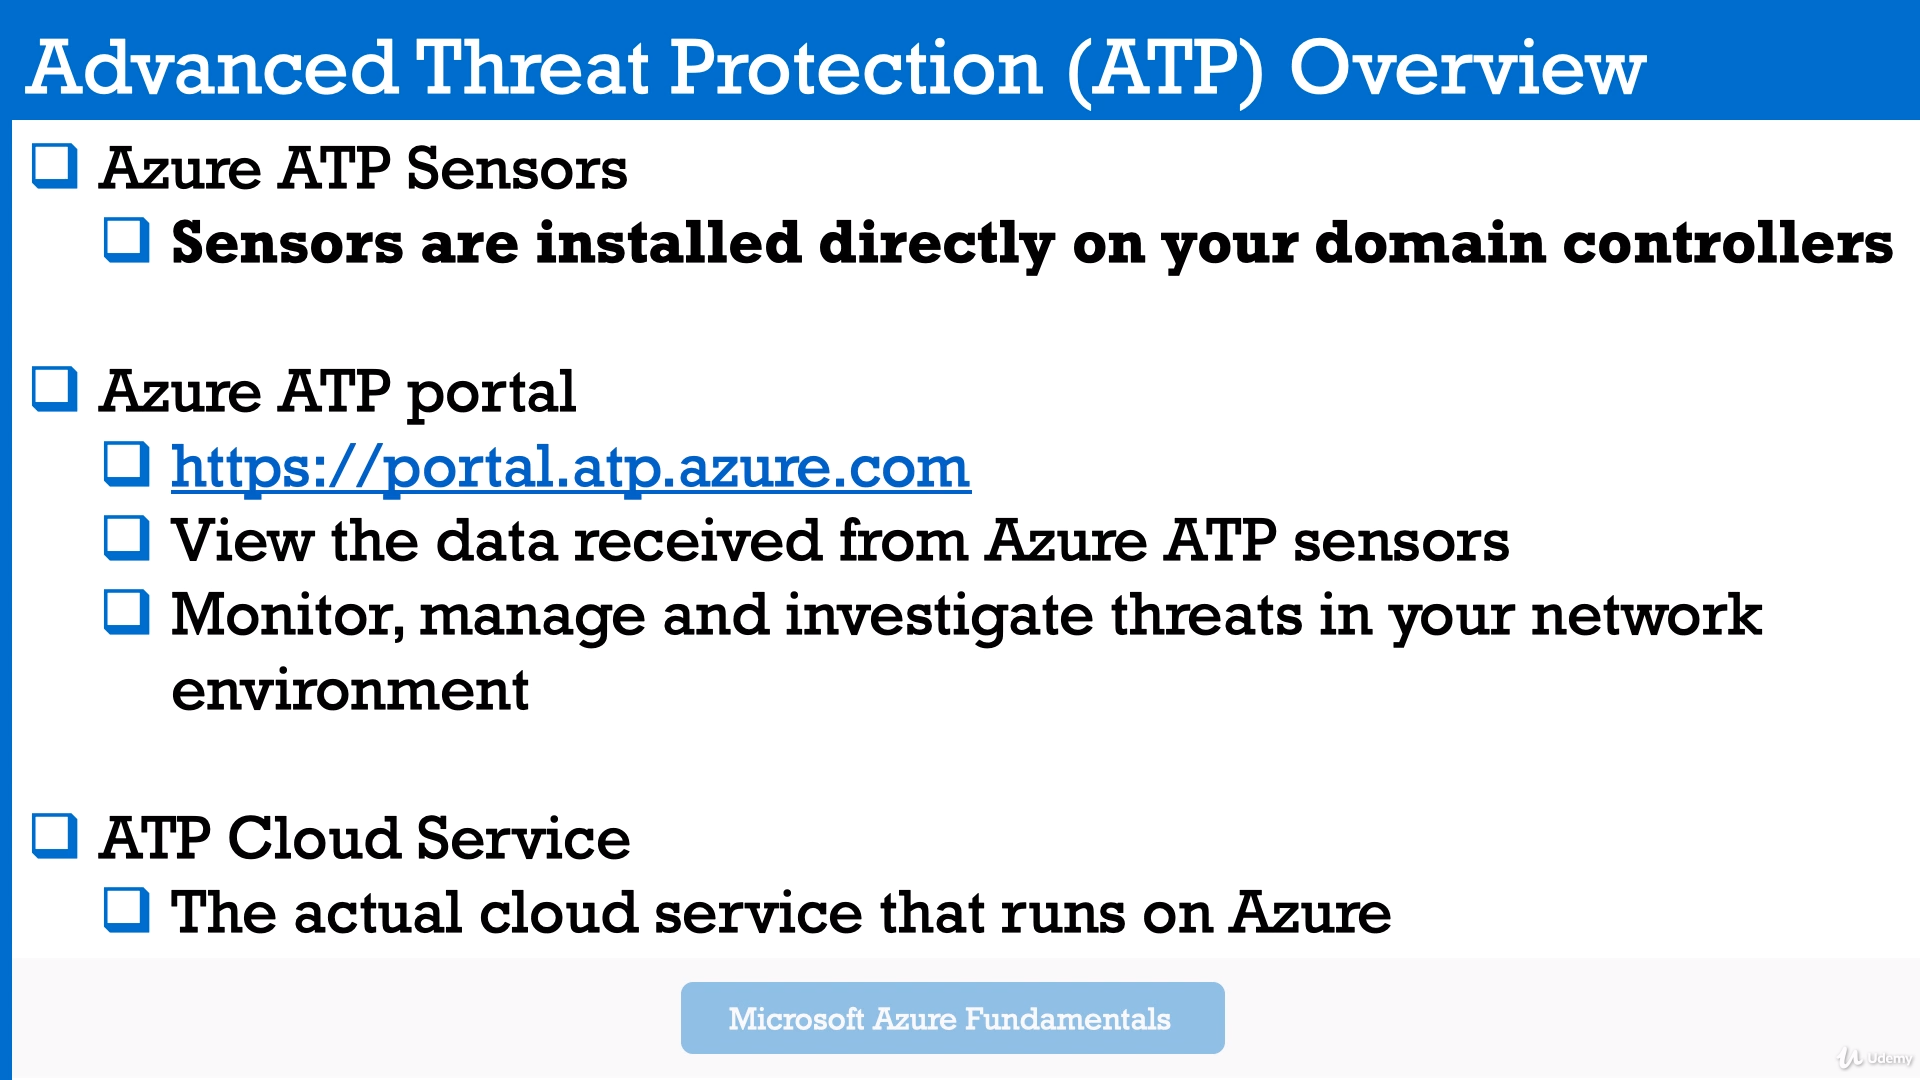 Advanced Threat Protection (ATP) Overview
Azure ATP Sensors
Sensors are installed directly on your domain controllers
Azure ATP portal
https://portal.atp.azure.com
View the data received from Azure ATP sensors
Monitor, manage and investigate threats in your network
environment
ATP Cloud Service
The actual cloud service that runs on Azure
Microsoft Azure Fundamentals
Udemy